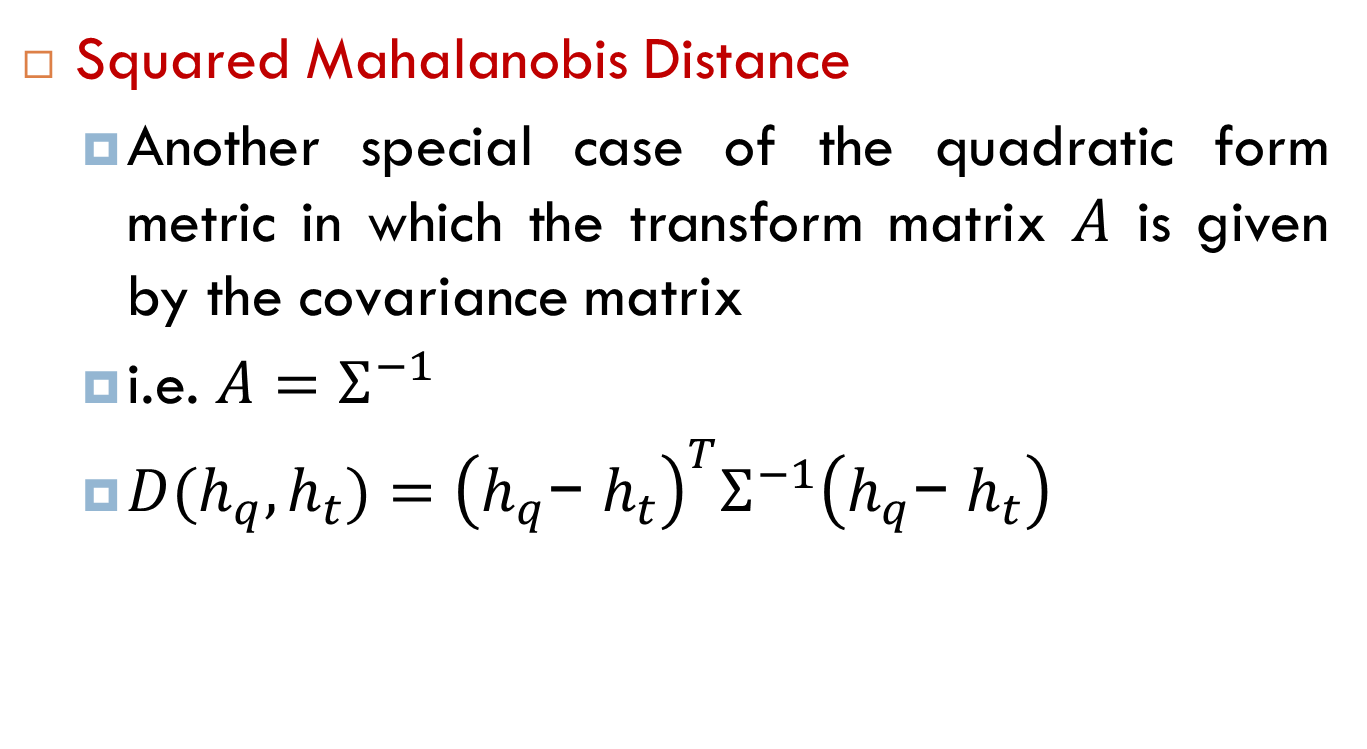 Squared Mahalanobis Distance
Another special case of the quadratic form
metric in which the transform matrix A is given
by the covariance matrix
i.e. A = Σ⁻¹
D(h_q, h_t) = (h_q − h_t)^T Σ⁻¹(h_q − h_t)